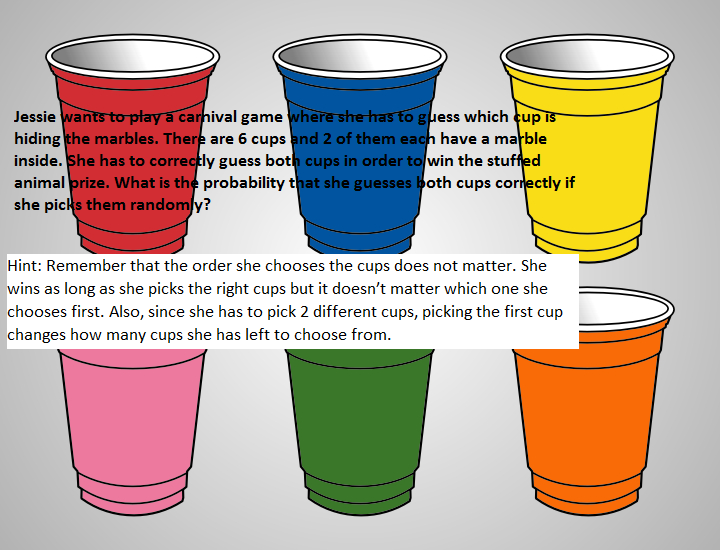 Jessie wants to play a carnival game where she has to guess which cup is
hiding the marbles. There are 6 cups and 2 of them each have a marble
inside. She has to correctly guess both cups in order to win the stuffed
animal prize. What is the probability that she guesses both cups correctly if
she picks them randomly?
Hint: Remember that the order she chooses the cups does not matter. She
wins as long as she picks the right cups but it doesn’t matter which one she
chooses first. Also, since she has to pick 2 different cups, picking the first cup
changes how many cups she has left to choose from.